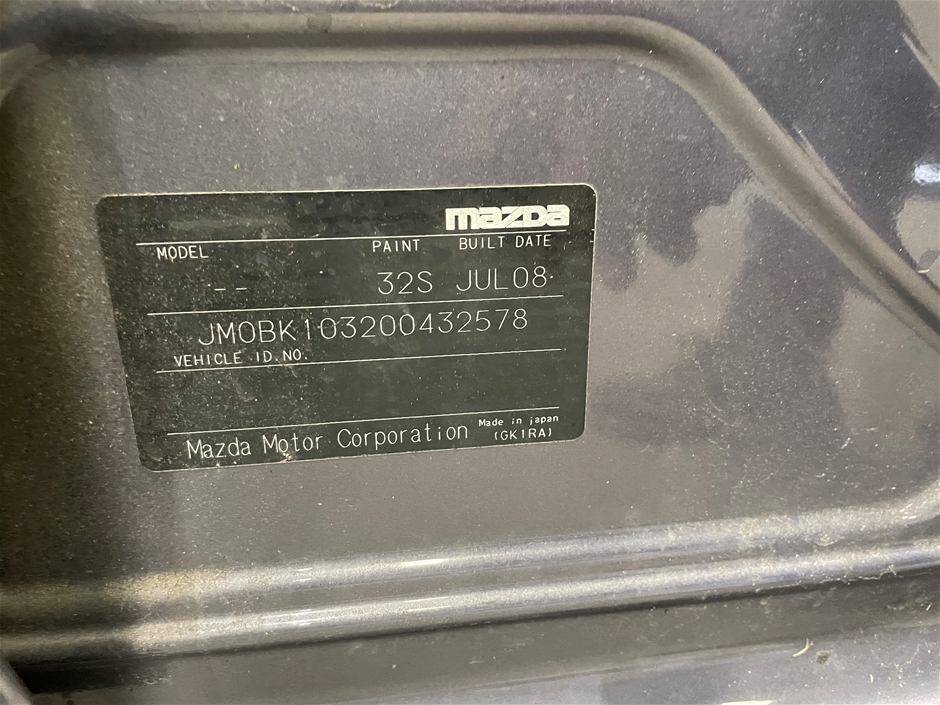 mazda
MODEL PAINT BUILT DATE
-- 32S JUL08
JM0BK103200432578
VEHICLE ID.NO.
Mazda Motor Corporation Made in japan
(GK1RA)